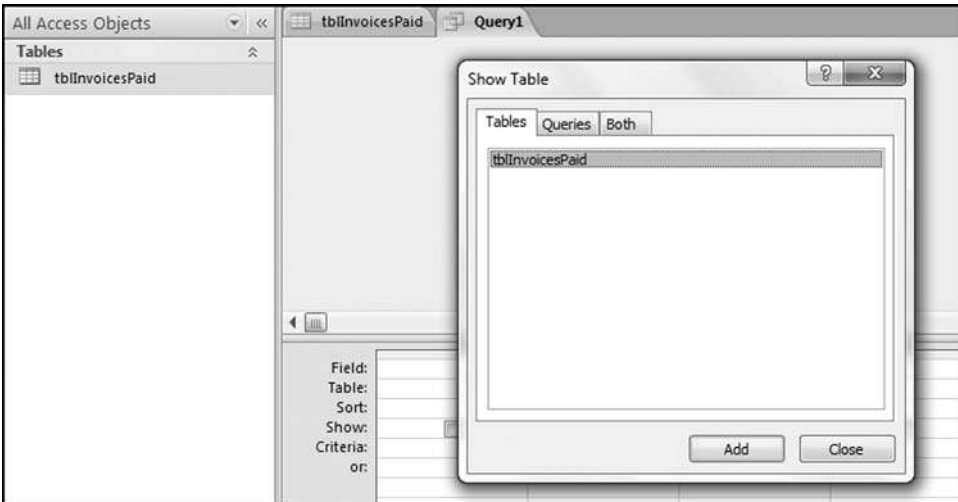 All Access Objects
Tables
tblInvoicesPaid
tblInvoicesPaid
Query1
Show Table
Tables
Queries
Both
tblInvoicesPaid
Add
Close
Field:
Table:
Sort:
Show:
Criteria:
or: